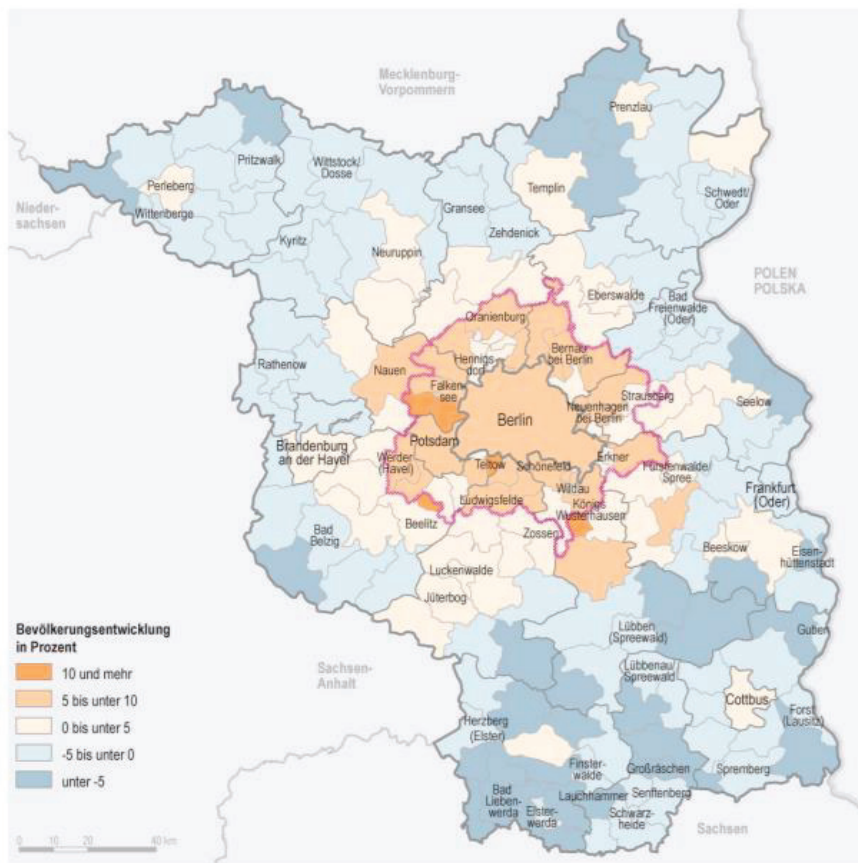 Mecklenburg-
Vorpommern
Prenzlau
Pritzwalk
Wittstock/
Dosse
Perleberg
Templin
Nieder-
sachsen
Wittenberge
Gransee
Schwedt/
Oder
Kyritz
Neuruppin
Zehdenick
POLEN
POLSKA
Eberswalde
Bad
Freienwalde
(Oder)
Oranienburg
Rathenow
Nauen
Hennigs-
dorf
Bernau
bei Berlin
Falken-
see
Strausberg
Seelow
Neuenhagen
bei Berlin
Berlin
Brandenburg
an der Havel
Potsdam
Werder
(Havel)
Teltow
Schönefeld
Erkner
Fürstenwalde/
Spree
Frankfurt
(Oder)
Ludwigsfelde
Wildau
Königs
Wusterhausen
Beelitz
Bad
Belzig
Zossen
Beeskow
Eisen-
hüttenstadt
Luckenwalde
Jüterbog
Bevölkerungsentwicklung
in Prozent
10 und mehr
5 bis unter 10
0 bis unter 5
-5 bis unter 0
unter -5
Lübben
(Spreewald)
Guben
Sachsen-
Anhalt
Lübbenau/
Spreewald
Cottbus
Herzberg
(Elster)
Forst
(Lausitz)
Finster-
walde
Großräschen
Spremberg
Bad
Lieben-
werda
Lauchhammer
Senftenberg
Elster-
werda
Schwarz-
heide
Sachsen
0 10 20 40 km